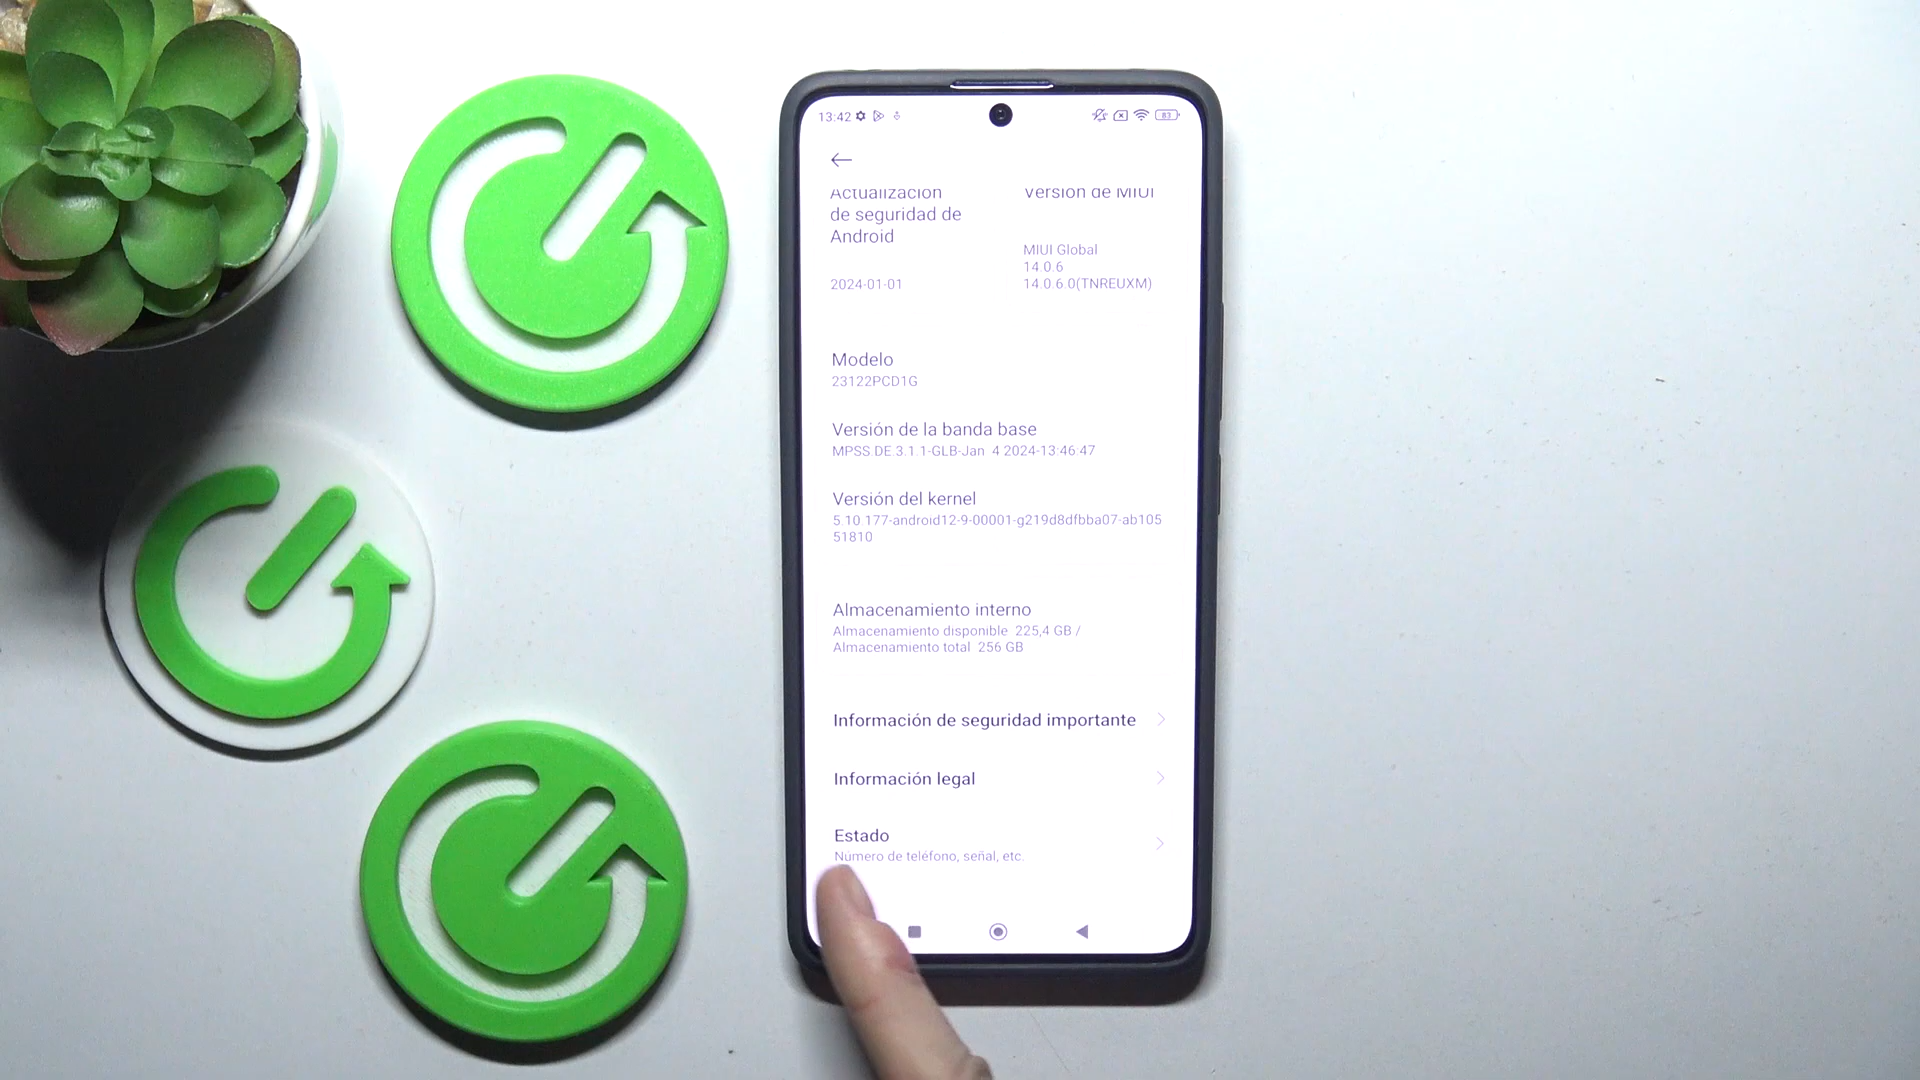 13:42
83
Actualización
de seguridad de
Android
2024-01-01
Versión de MIUI
MIUI Global
14.0.6
14.0.6.0(TNREUXM)
Modelo
23122PCD1G
Versión de la banda base
MPSS.DE.3.1.1-GLB-Jan 4 2024-13:46:47
Versión del kernel
5.10.177-android12-9-00001-g219d8dfbba07-ab105
51810
Almacenamiento interno
Almacenamiento disponible 225,4 GB /
Almacenamiento total 256 GB
Información de seguridad importante
Información legal
Estado
Número de teléfono, señal, etc.